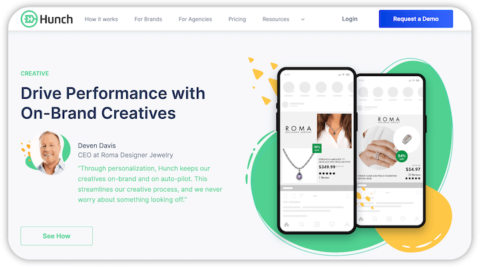 Hunch
How it works
For Brands
For Agencies
Pricing
Resources
Login
Request a Demo
CREATIVE
Drive Performance with
On-Brand Creatives
Deven Davis
CEO at Roma Designer Jewelry
"Through personalization, Hunch keeps our
creatives on-brand and on auto-pilot. This
streamlines our creative process, and we never
worry about something looking off."
See How
ROMA
$249.99
ROMA
$34.97